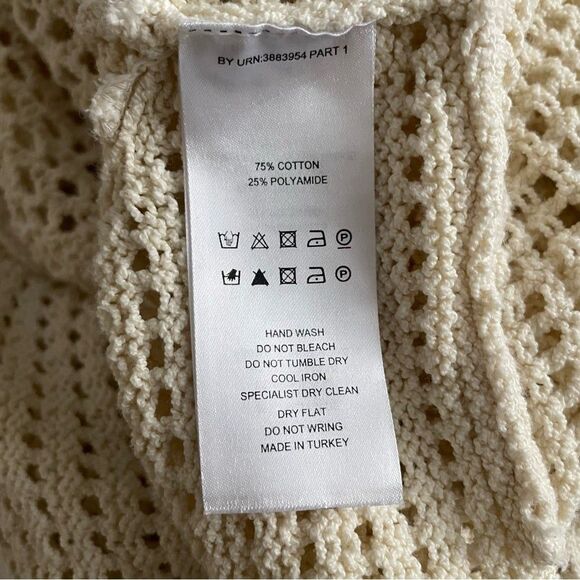 BY URN:3883954 PART 1
75% COTTON
25% POLYAMIDE
P
P
HAND WASH
DO NOT BLEACH
DO NOT TUMBLE DRY
COOL IRON
SPECIALIST DRY CLEAN
DRY FLAT
DO NOT WRING
MADE IN TURKEY